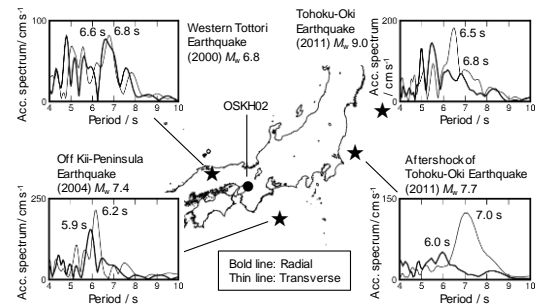 Western Tottori
Earthquake
(2000) Mw 6.8
80
0
4 5 6 7 8 9 10
Period / s
Acc. spectrum/ cm s⁻¹
6.6 s
6.8 s
Tohoku-Oki
Earthquake
(2011) Mw 9.0
200
0
4 5 6 7 8 9 10
Period / s
Acc. spectrum
/ cm s⁻¹
6.5 s
6.8 s
OSKH02
Off Kii-Peninsula
Earthquake
(2004) Mw 7.4
250
0
4 5 6 7 8 9 10
Period / s
Acc. spectrum/ cm s⁻¹
5.9 s
6.2 s
Aftershock of
Tohoku-Oki Earthquake
(2011) Mw 7.7
150
0
4 5 6 7 8 9 10
Period / s
Acc. spectrum/ cm s⁻¹
6.0 s
7.0 s
Bold line: Radial
Thin line: Transverse